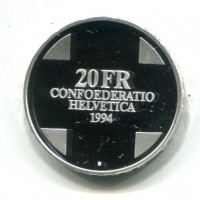 20 FR
CONFOEDERATIO
HELVETICA
1994